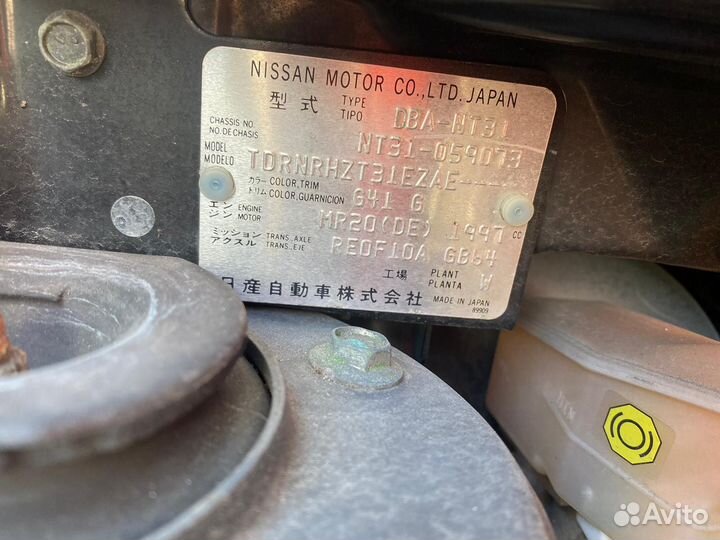 NISSAN MOTOR CO.,LTD. JAPAN
型式 TYPE TIPO DBA-NT31
CHASSIS NO. NO.DE CHASIS NT31-059073
MODEL MODELO TDRNRHZT31EZAE----
カラー トリム COLOR,TRIM COLOR,GUARNICION G41 G
エンジン ENGINE MOTOR MR20(DE) 1997 CC
ミッション アクスル TRANS. AXLE TRANS. EJE RE0F10A GB64
工場 PLANT PLANTA W
日産自動車株式会社 MADE IN JAPAN
89909
Avito